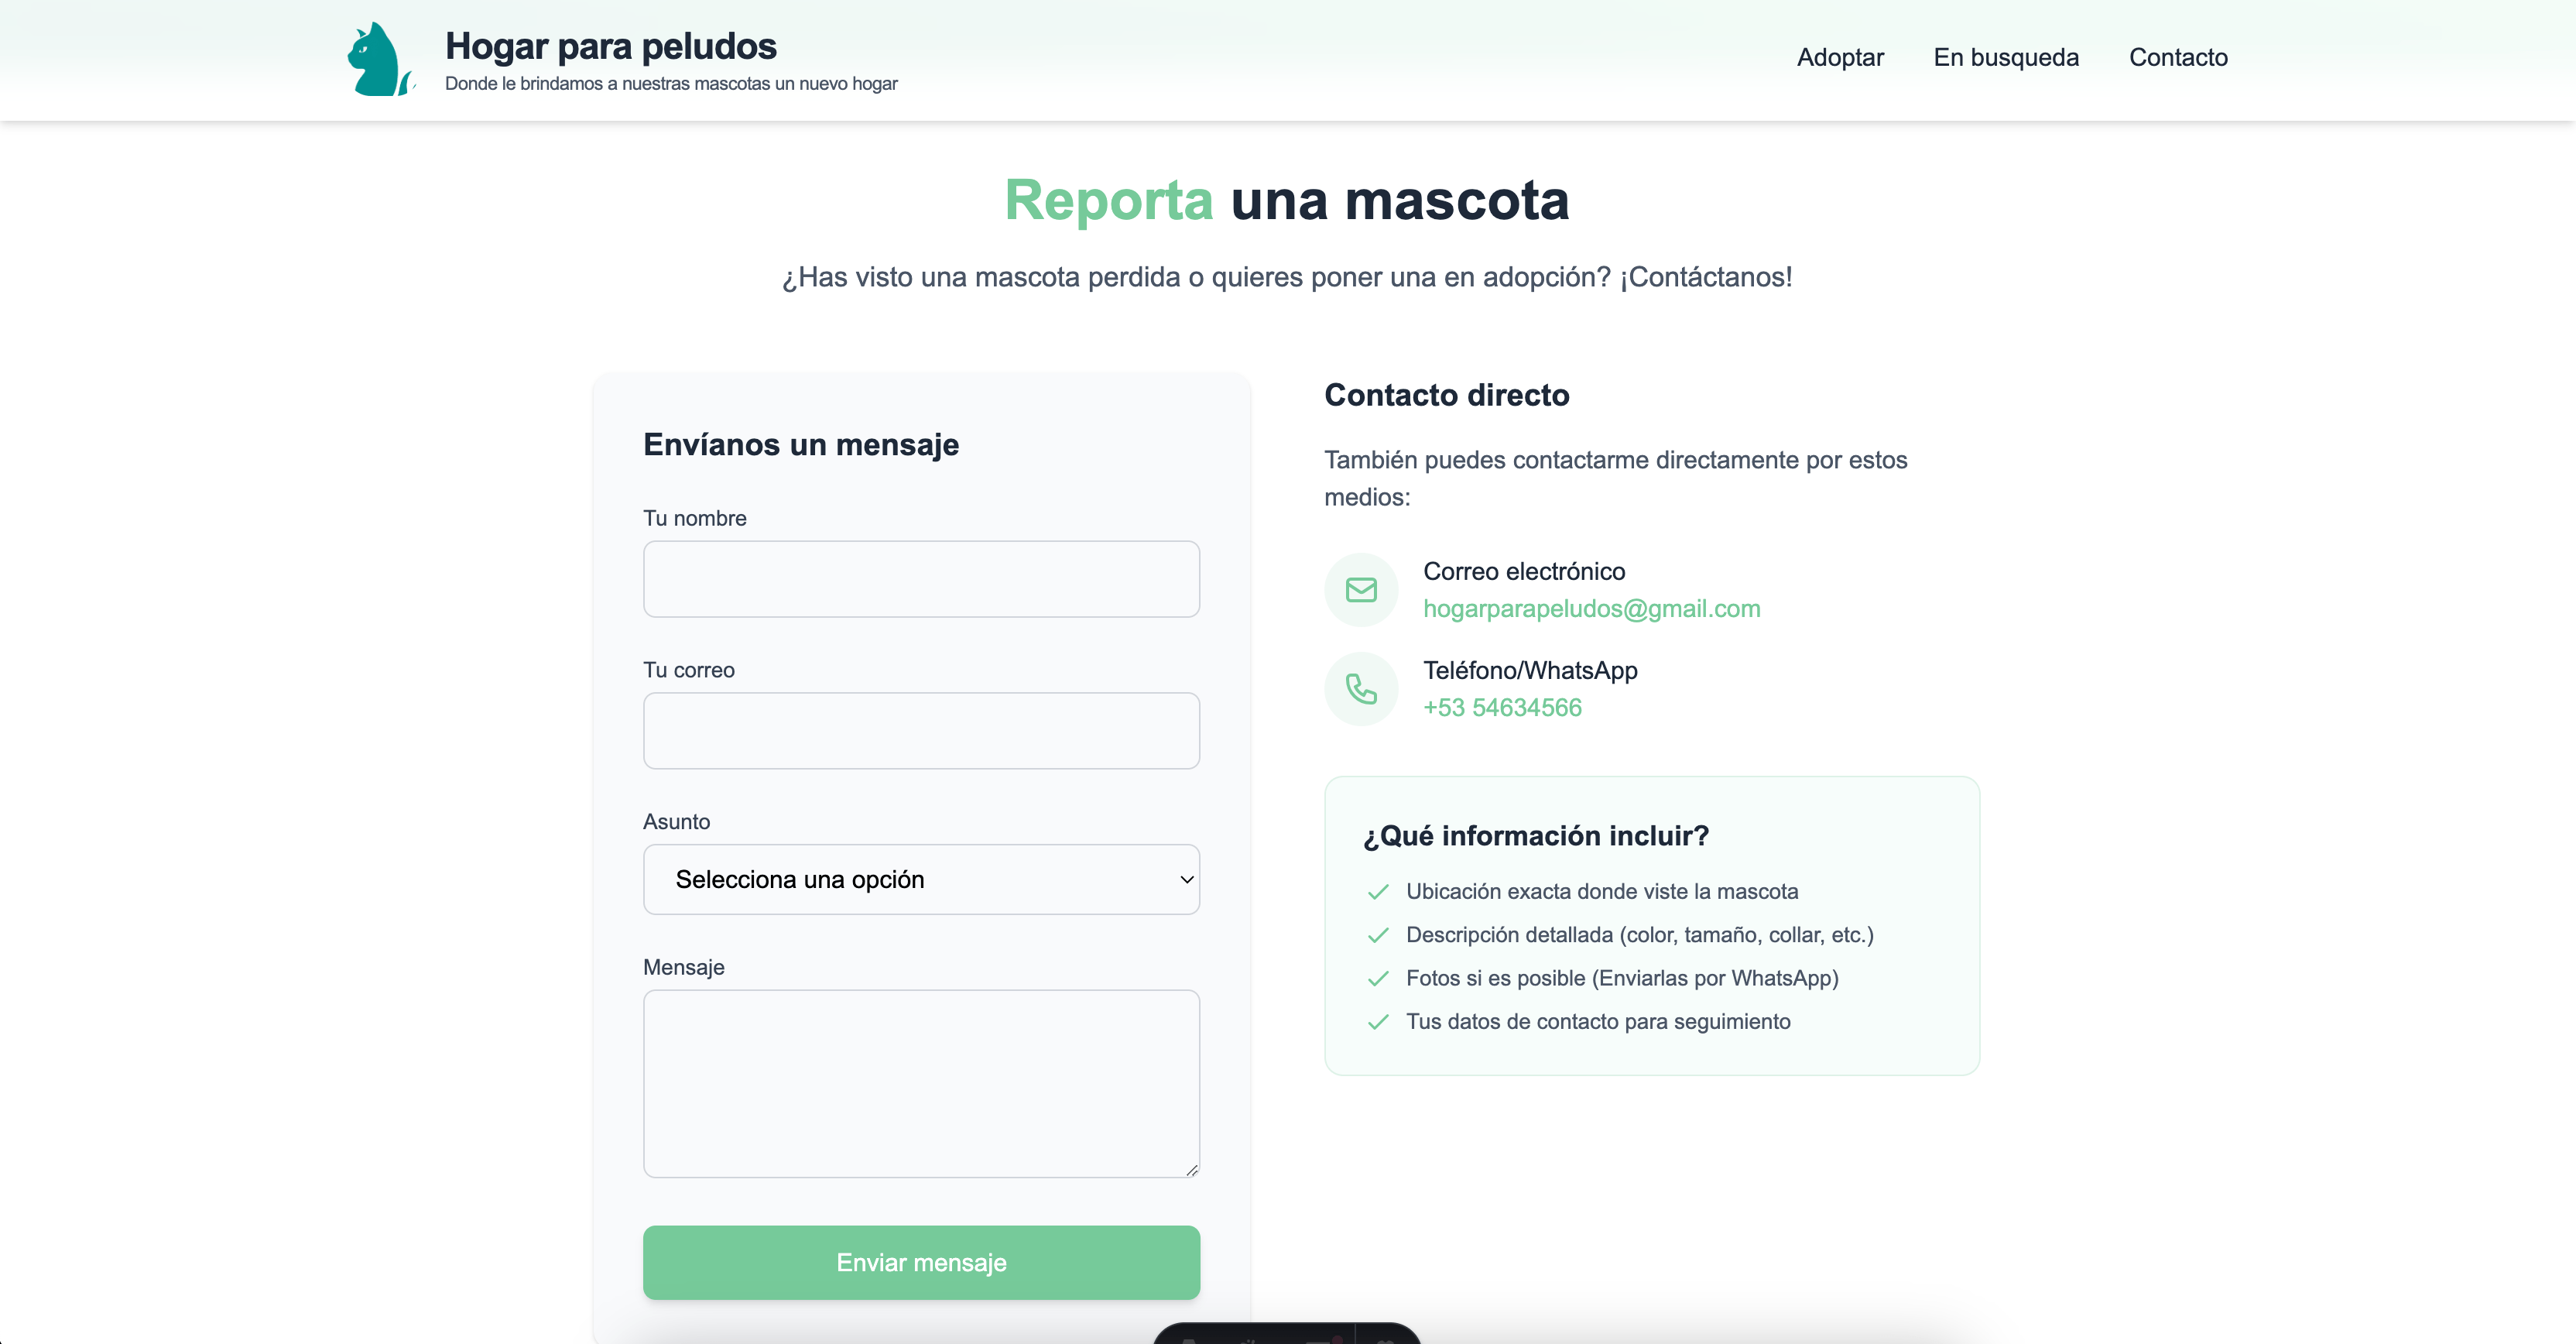 Hogar para peludos
Donde le brindamos a nuestras mascotas un nuevo hogar
Adoptar
En busqueda
Contacto
Reporta una mascota
¿Has visto una mascota perdida o quieres poner una en adopción? ¡Contáctanos!
Envíanos un mensaje
Tu nombre
Tu correo
Asunto
Selecciona una opción
Mensaje
Enviar mensaje
Contacto directo
También puedes contactarme directamente por estos
medios:
Correo electrónico
hogarparapeludos@gmail.com
Teléfono/WhatsApp
+53 54634566
¿Qué información incluir?
Ubicación exacta donde viste la mascota
Descripción detallada (color, tamaño, collar, etc.)
Fotos si es posible (Enviarlas por WhatsApp)
Tus datos de contacto para seguimiento